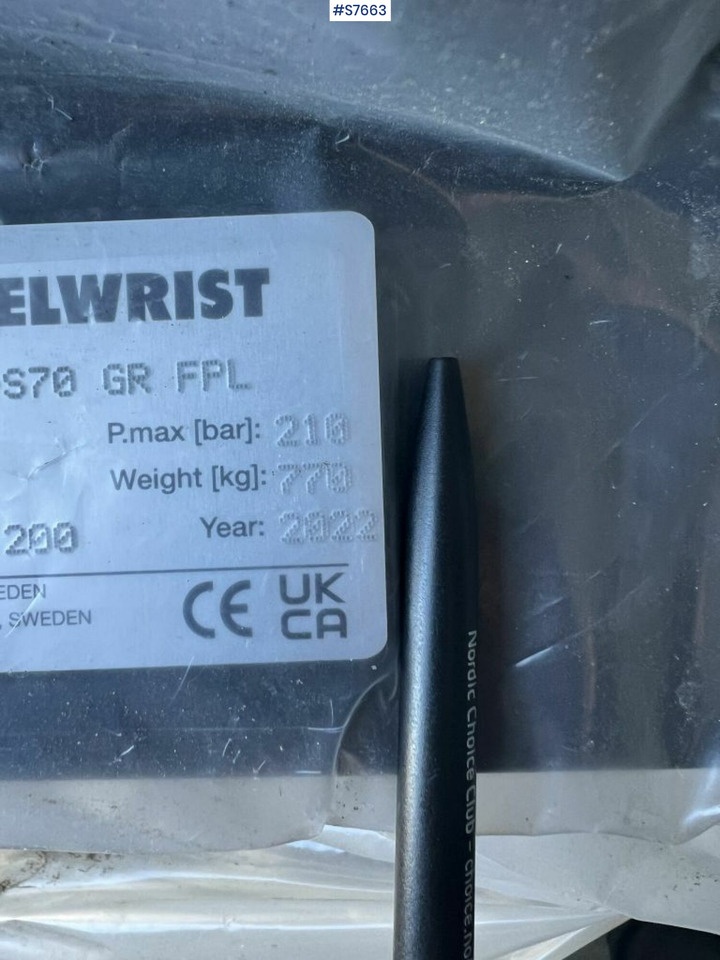 #S7663
ELWRIST
S70 GR FPL
P.max [bar]: 210
Weight [kg]: 770
200
Year: 2022
EDEN
, SWEDEN
CE UK
CA
Nordic Choice Club – choice.no